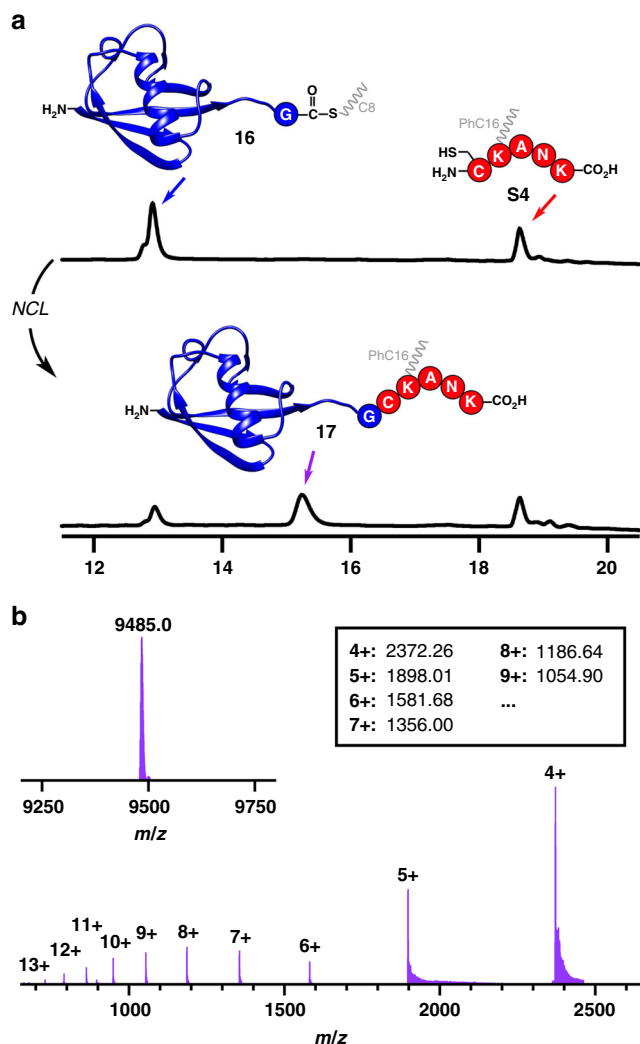 a
O
H₂N
G
C
S
C8
16
PhC16
HS
H₂N
C
K
A
N
K
CO₂H
S4
NCL
PhC16
H₂N
G
C
K
A
N
K
CO₂H
17
12 14 16 18 20
b
9485.0
9250 9500 9750
m/z
4+: 2372.26 8+: 1186.64
5+: 1898.01 9+: 1054.90
6+: 1581.68 ...
7+: 1356.00
4+
5+
6+
7+
8+
9+
10+
11+
12+
13+
1000 1500 2000 2500
m/z